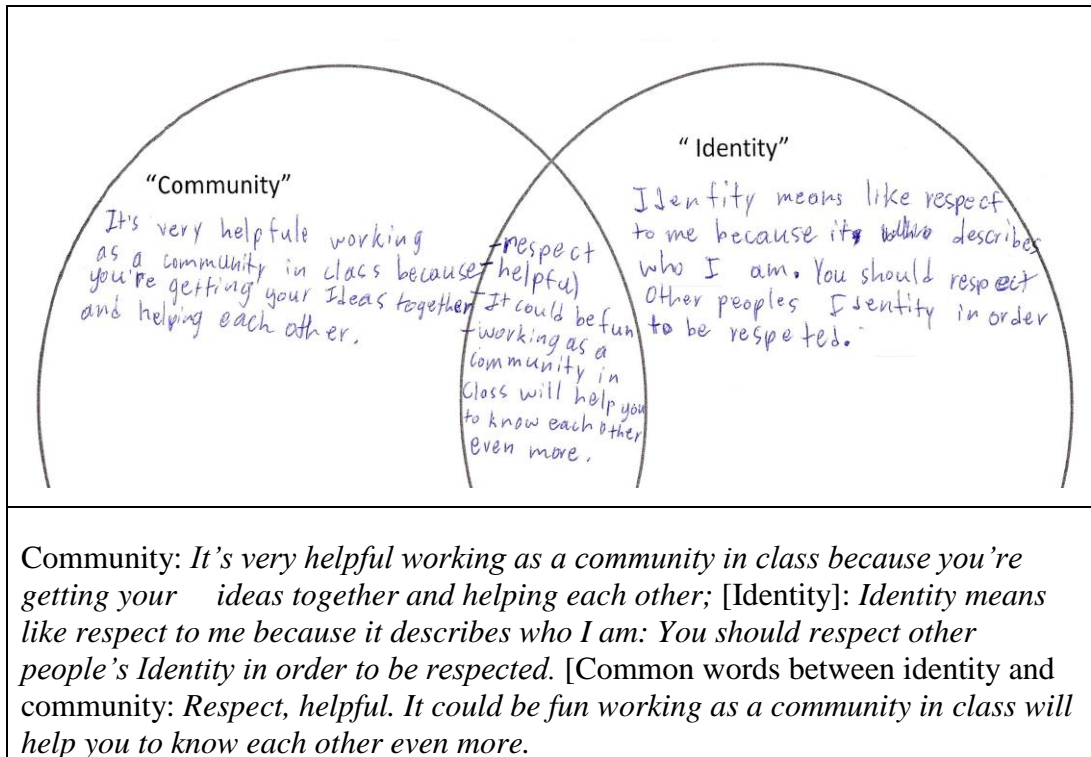 "Community"
It's very helpfule working
as a community in class because
you're getting your Ideas together
and helping each other.
-respect
-helpful
-It could be fun
-working as a
community in
Class will help you
to know each other
even more.
"Identity"
Identity means like respect
to me because it describes
who I am. You should respect
Other peoples Identity in order
to be respeted.
Community: It's very helpful working as a community in class because you're
getting your ideas together and helping each other; [Identity]: Identity means
like respect to me because it describes who I am: You should respect other
people's Identity in order to be respected. [Common words between identity and
community: Respect, helpful. It could be fun working as a community in class will
help you to know each other even more.